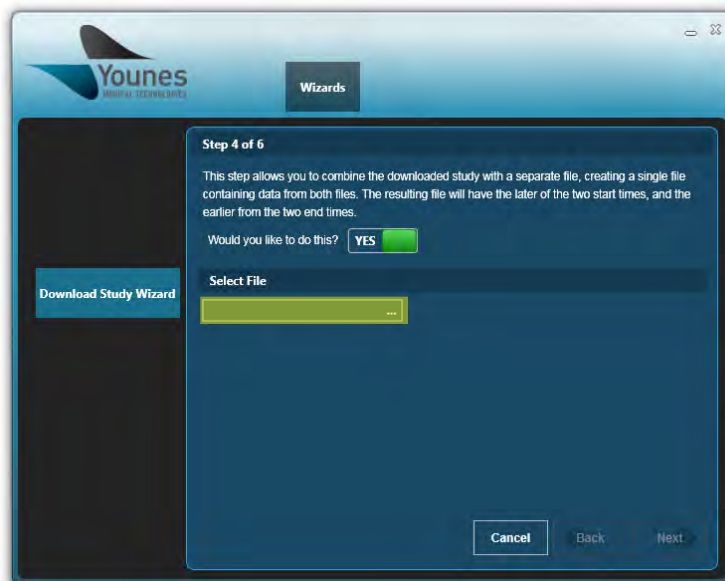 Younes
Wizards
Step 4 of 6
This step allows you to combine the downloaded study with a separate file, creating a single file
containing data from both files. The resulting file will have the later of the two start times, and the
earlier from the two end times.
Would you like to do this? YES
Download Study Wizard
Select File
...
Cancel Back Next